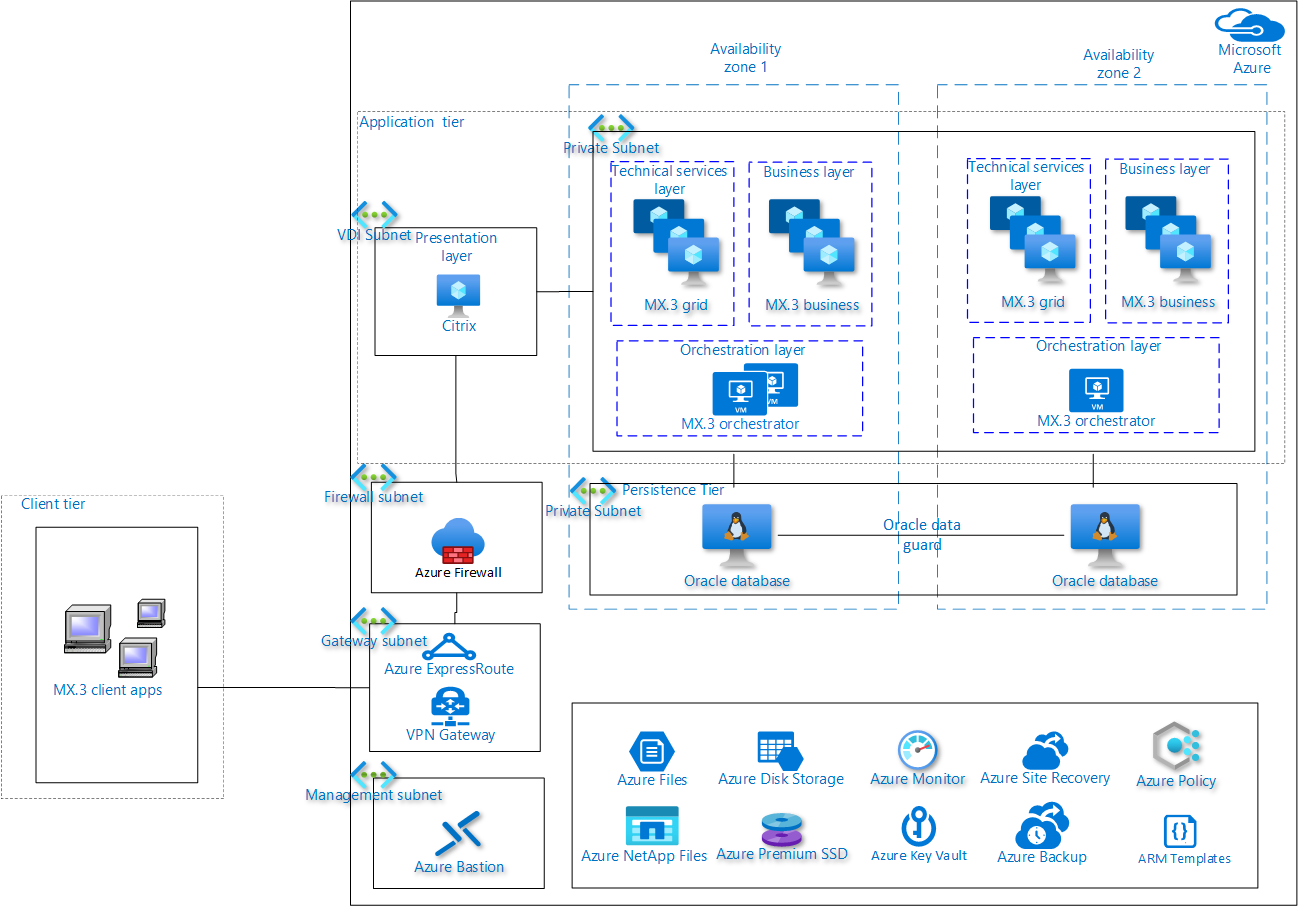 Microsoft
Azure
Availability
zone 1
Availability
zone 2
Application tier
Private Subnet
Technical services
layer
Business layer
MX.3 grid
MX.3 business
Orchestration layer
VM
VM
MX.3 orchestrator
Technical services
layer
Business layer
MX.3 grid
MX.3 business
Orchestration layer
VM
MX.3 orchestrator
VDI Subnet
Presentation
layer
Citrix
Firewall subnet
Azure Firewall
Private Subnet
Persistence Tier
Oracle database
Oracle data
guard
Oracle database
Client tier
MX.3 client apps
Gateway subnet
Azure ExpressRoute
VPN Gateway
Management subnet
Azure Bastion
Azure Files
Azure Disk Storage
Azure Monitor
Azure Site Recovery
Azure Policy
Azure NetApp Files
Azure Premium SSD
Azure Key Vault
Azure Backup
ARM Templates